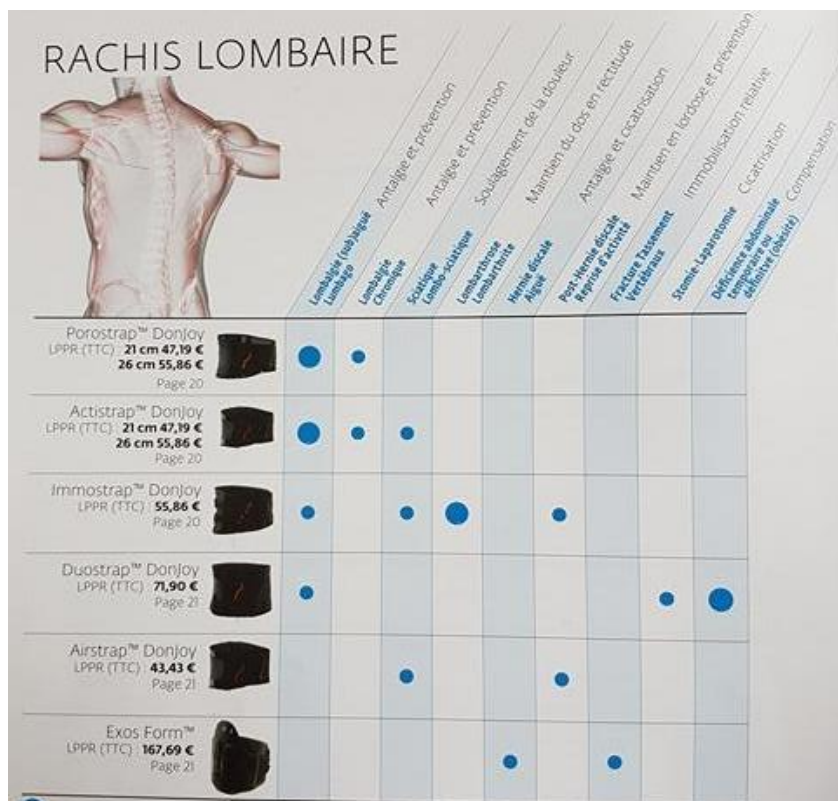 RACHIS LOMBAIRE
Antalgie et prévention
Antalgie et prévention
Soulagement de la douleur
Maintien du dos en rectitude
Antalgie et cicatrisation
Maintien en lordose et prévention
Immobilisation relative
Cicatrisation
Compensation
Lombalgie (sub)aiguë
Lumbago
Lombalgie
Chronique
Sciatique
Lombo-sciatique
Lombarthrose
Lombarthrite
Hernie discale
Aiguë
Post-Hernie discale
Reprise d'activité
Fracture Tassement
Vertébraux
Stomie-Laparotomie
Déficience abdominale
temporaire ou
définitve (obésité)
Porostrap™ DonJoy
LPPR (TTC) : 21 cm 47,19 €
26 cm 55,86 €
Page 20
Actistrap™ DonJoy
LPPR (TTC) : 21 cm 47,19 €
26 cm 55,86 €
Page 20
Immostrap™ DonJoy
LPPR (TTC) : 55,86 €
Page 20
Duostrap™ DonJoy
LPPR (TTC) : 71,90 €
Page 21
Airstrap™ DonJoy
LPPR (TTC) : 43,43 €
Page 21
Exos Form™
LPPR (TTC) : 167,69 €
Page 21